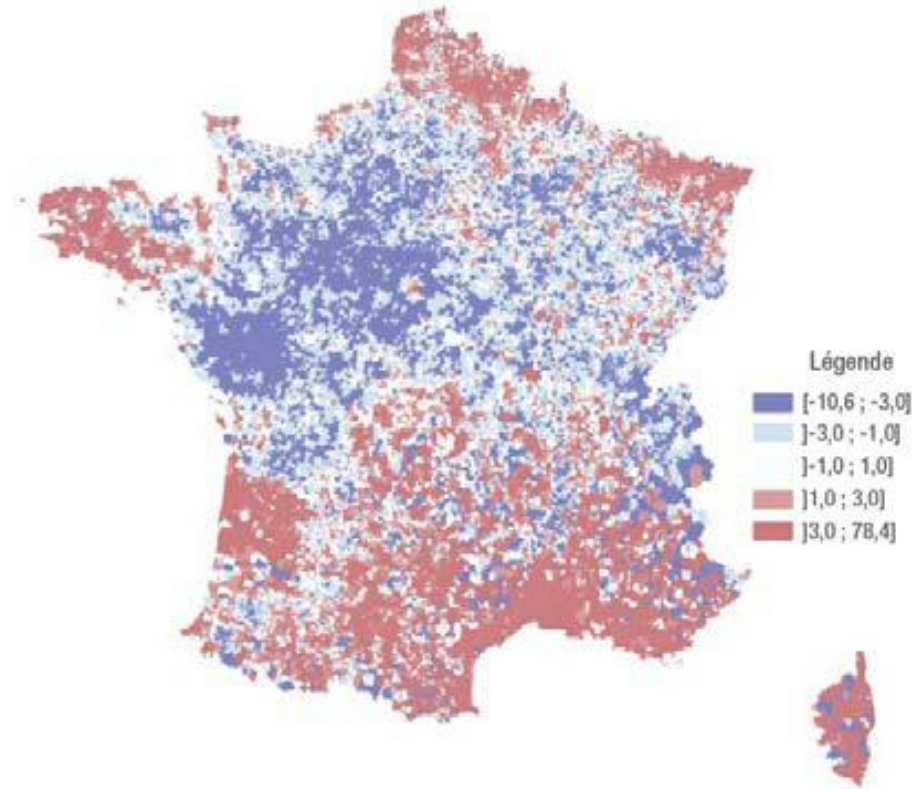 Légende
[-10,6 ; -3,0]
]-3,0 ; -1,0]
]-1,0 ; 1,0]
]1,0 ; 3,0]
]3,0 ; 78,4]